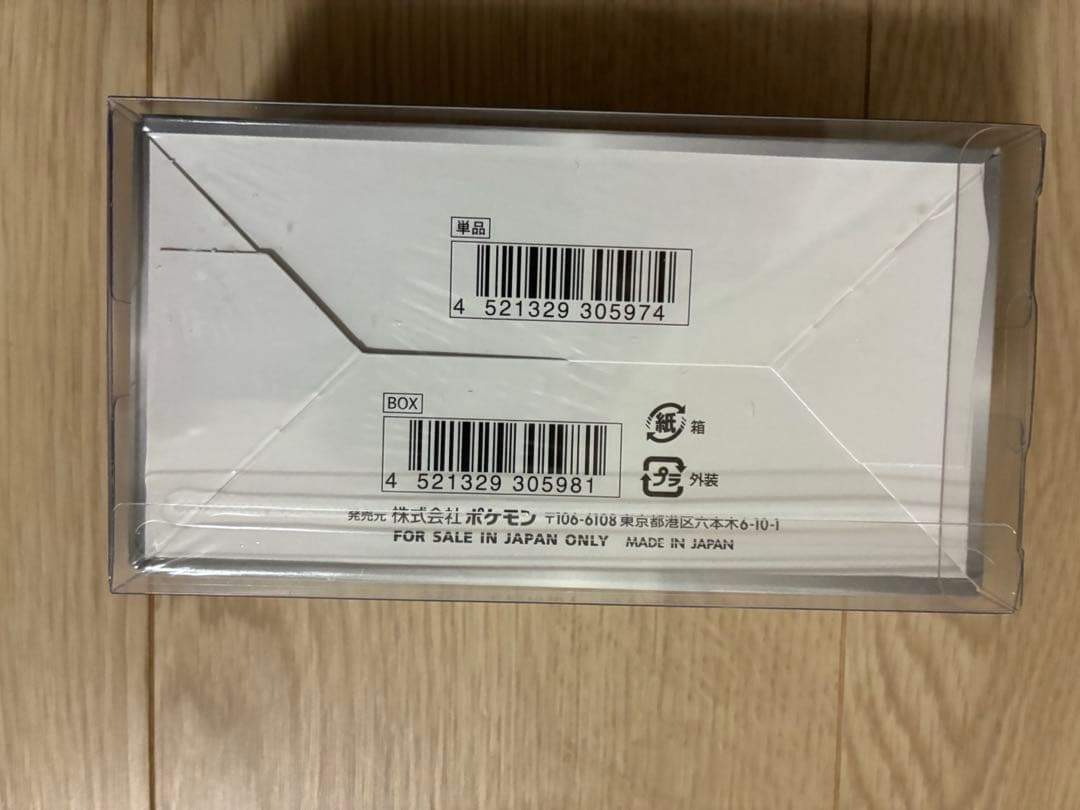 単品
4 521329 305974
BOX
4 521329 305981
紙 箱
プラ 外装
発売元 株式会社 ポケモン 〒106-6108 東京都港区六本木6-10-1
FOR SALE IN JAPAN ONLY MADE IN JAPAN